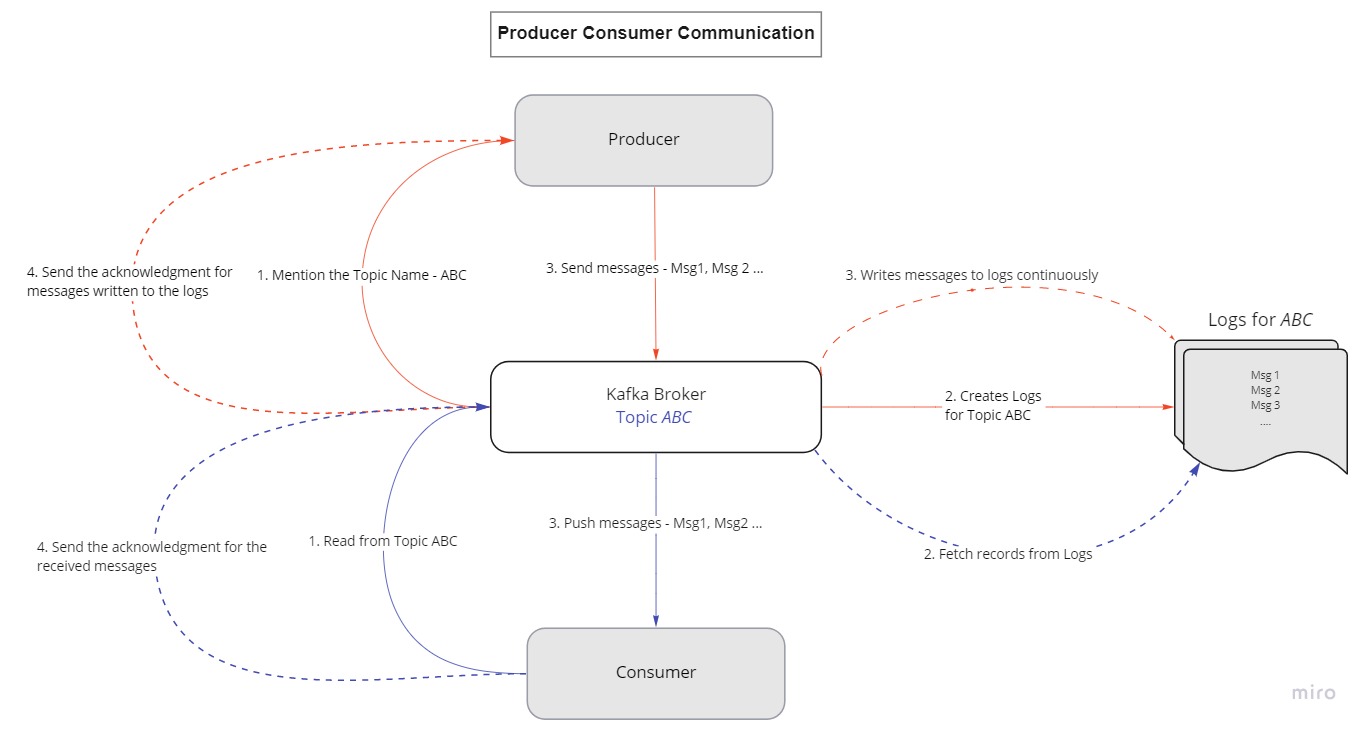 Producer Consumer Communication
Producer
4. Send the acknowledgment for
messages written to the logs
1. Mention the Topic Name - ABC
3. Send messages - Msg1, Msg 2 ...
3. Writes messages to logs continuously
Logs for ABC
Msg 1
Msg 2
Msg 3
....
Kafka Broker
Topic ABC
2. Creates Logs
for Topic ABC
3. Push messages - Msg1, Msg2 ...
1. Read from Topic ABC
4. Send the acknowledgment for the
received messages
2. Fetch records from Logs
Consumer
miro